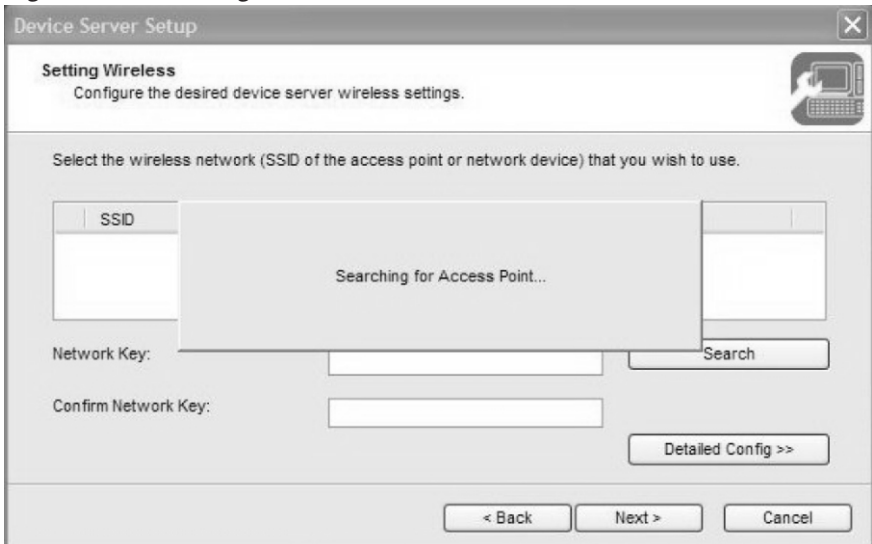 Device Server Setup
Setting Wireless
Configure the desired device server wireless settings.
Select the wireless network (SSID of the access point or network device) that you wish to use.
SSID
Searching for Access Point...
Network Key:
Search
Confirm Network Key:
Detailed Config >>
< Back
Next >
Cancel